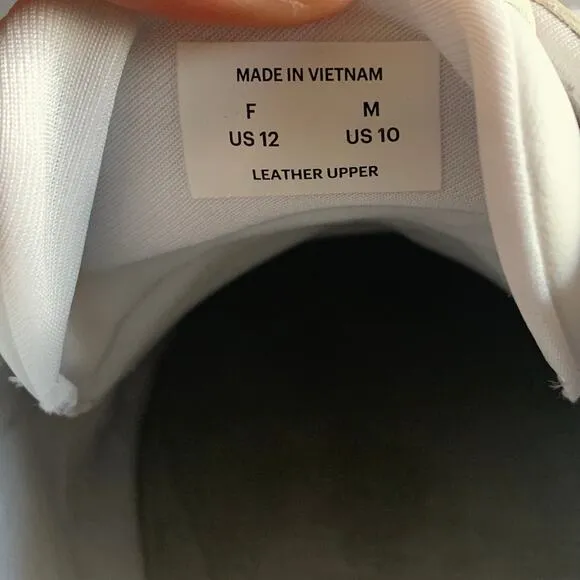 MADE IN VIETNAM
F M
US 12 US 10
LEATHER UPPER